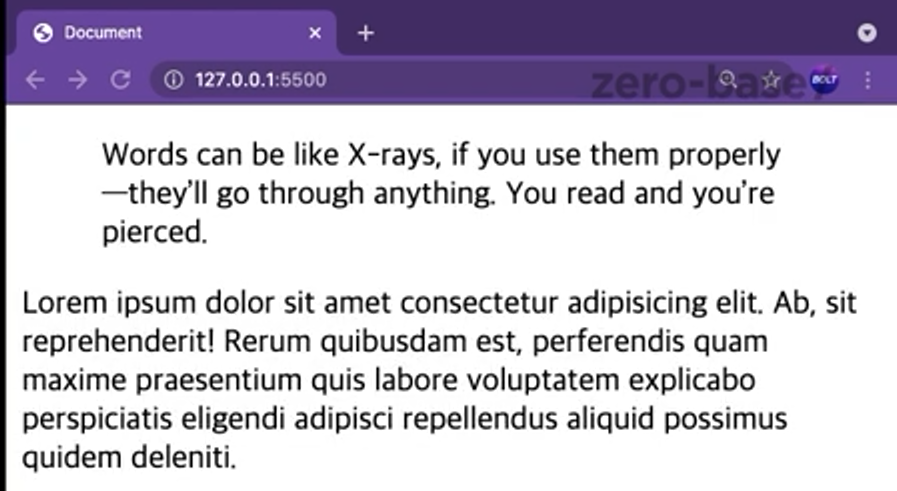 Document
127.0.0.1:5500
zero-base/
BOLT
Words can be like X-rays, if you use them properly
—they’ll go through anything. You read and you’re
pierced.
Lorem ipsum dolor sit amet consectetur adipisicing elit. Ab, sit
reprehenderit! Rerum quibusdam est, perferendis quam
maxime praesentium quis labore voluptatem explicabo
perspiciatis eligendi adipisci repellendus aliquid possimus
quidem deleniti.